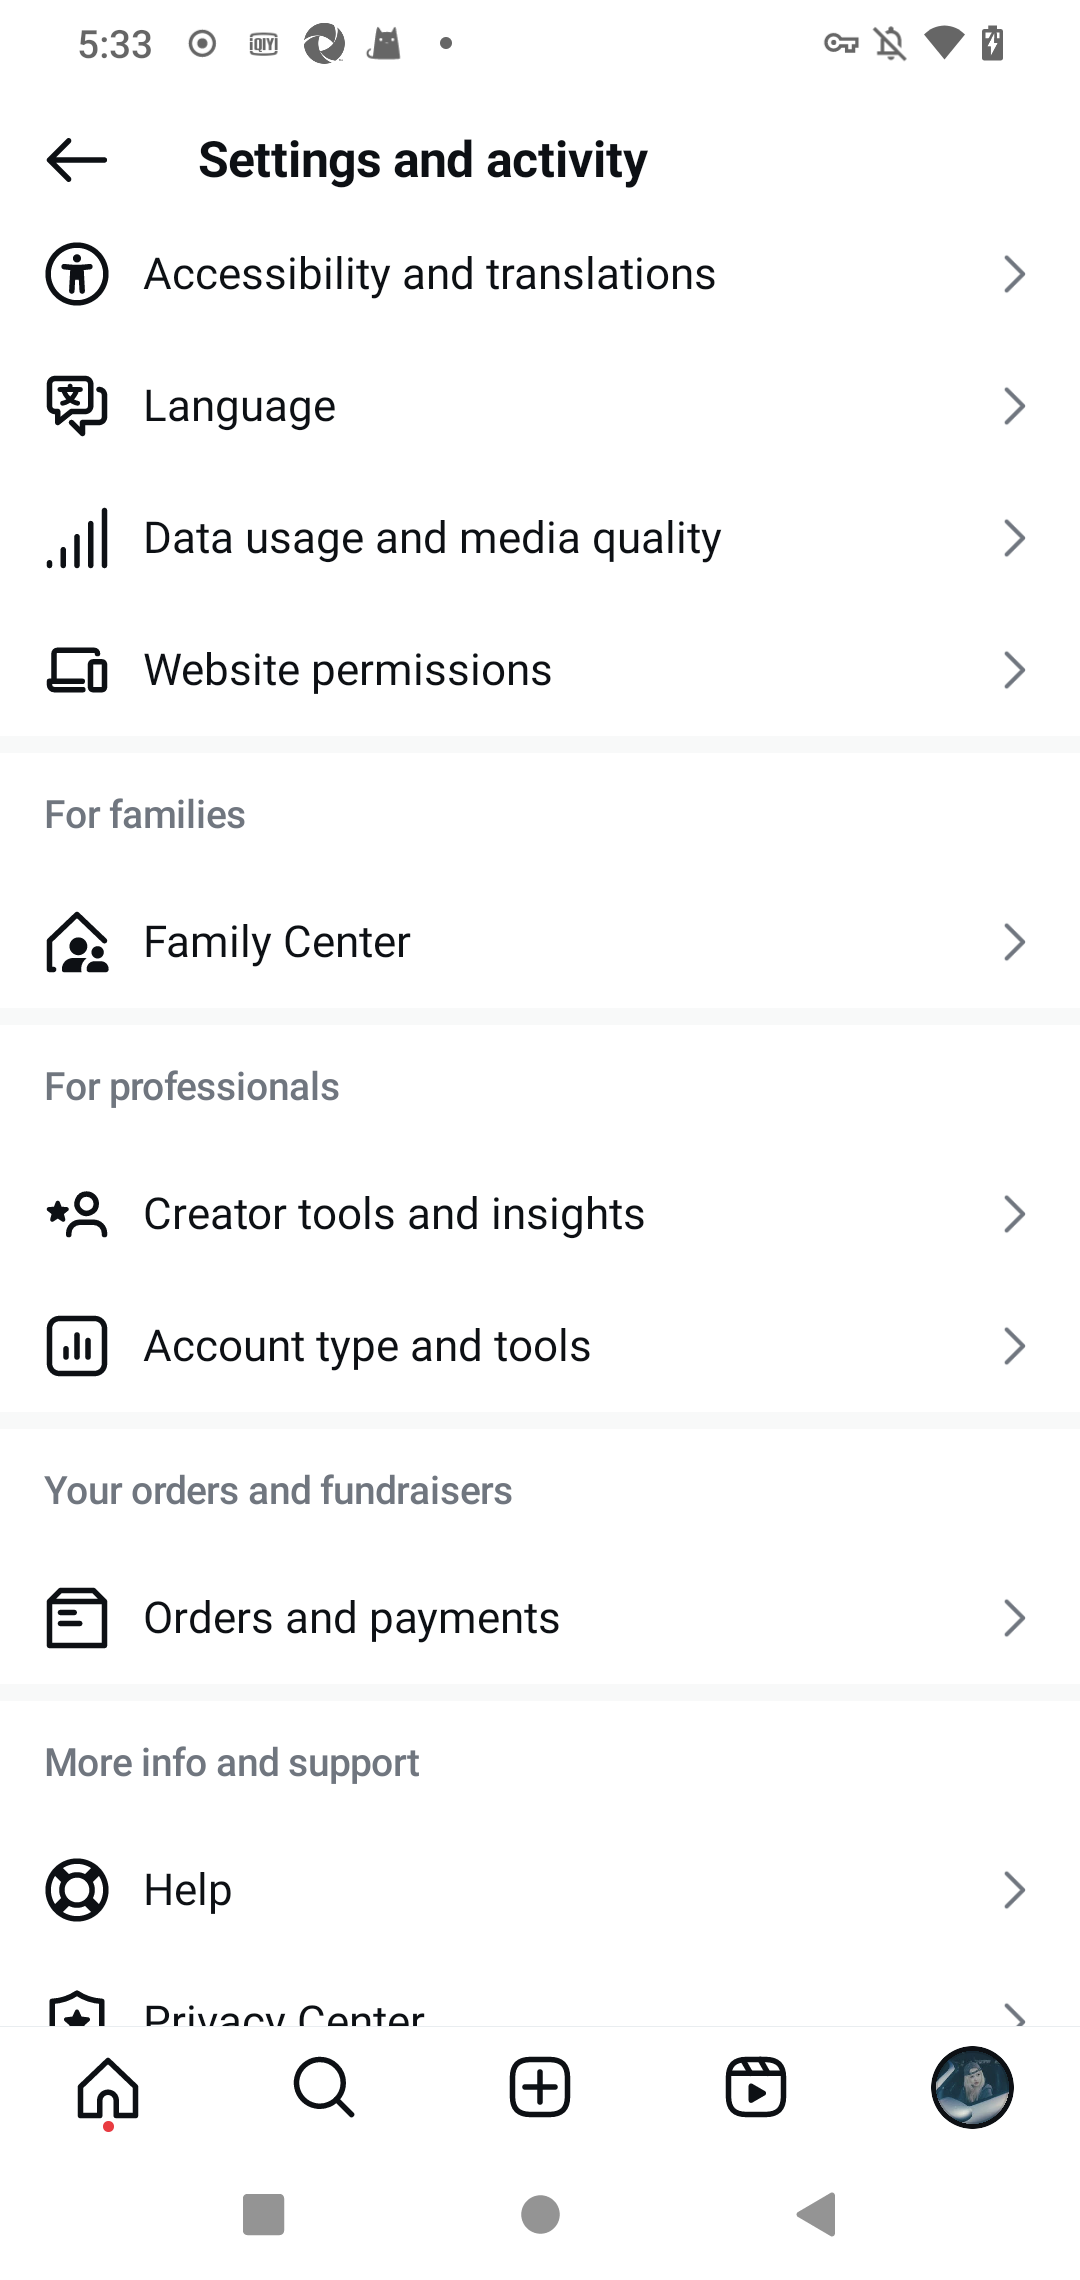 5:33
iQIYI
Settings and activity
Accessibility and translations
Language
Data usage and media quality
Website permissions
For families
Family Center
For professionals
Creator tools and insights
Account type and tools
Your orders and fundraisers
Orders and payments
More info and support
Help
Privacy Center